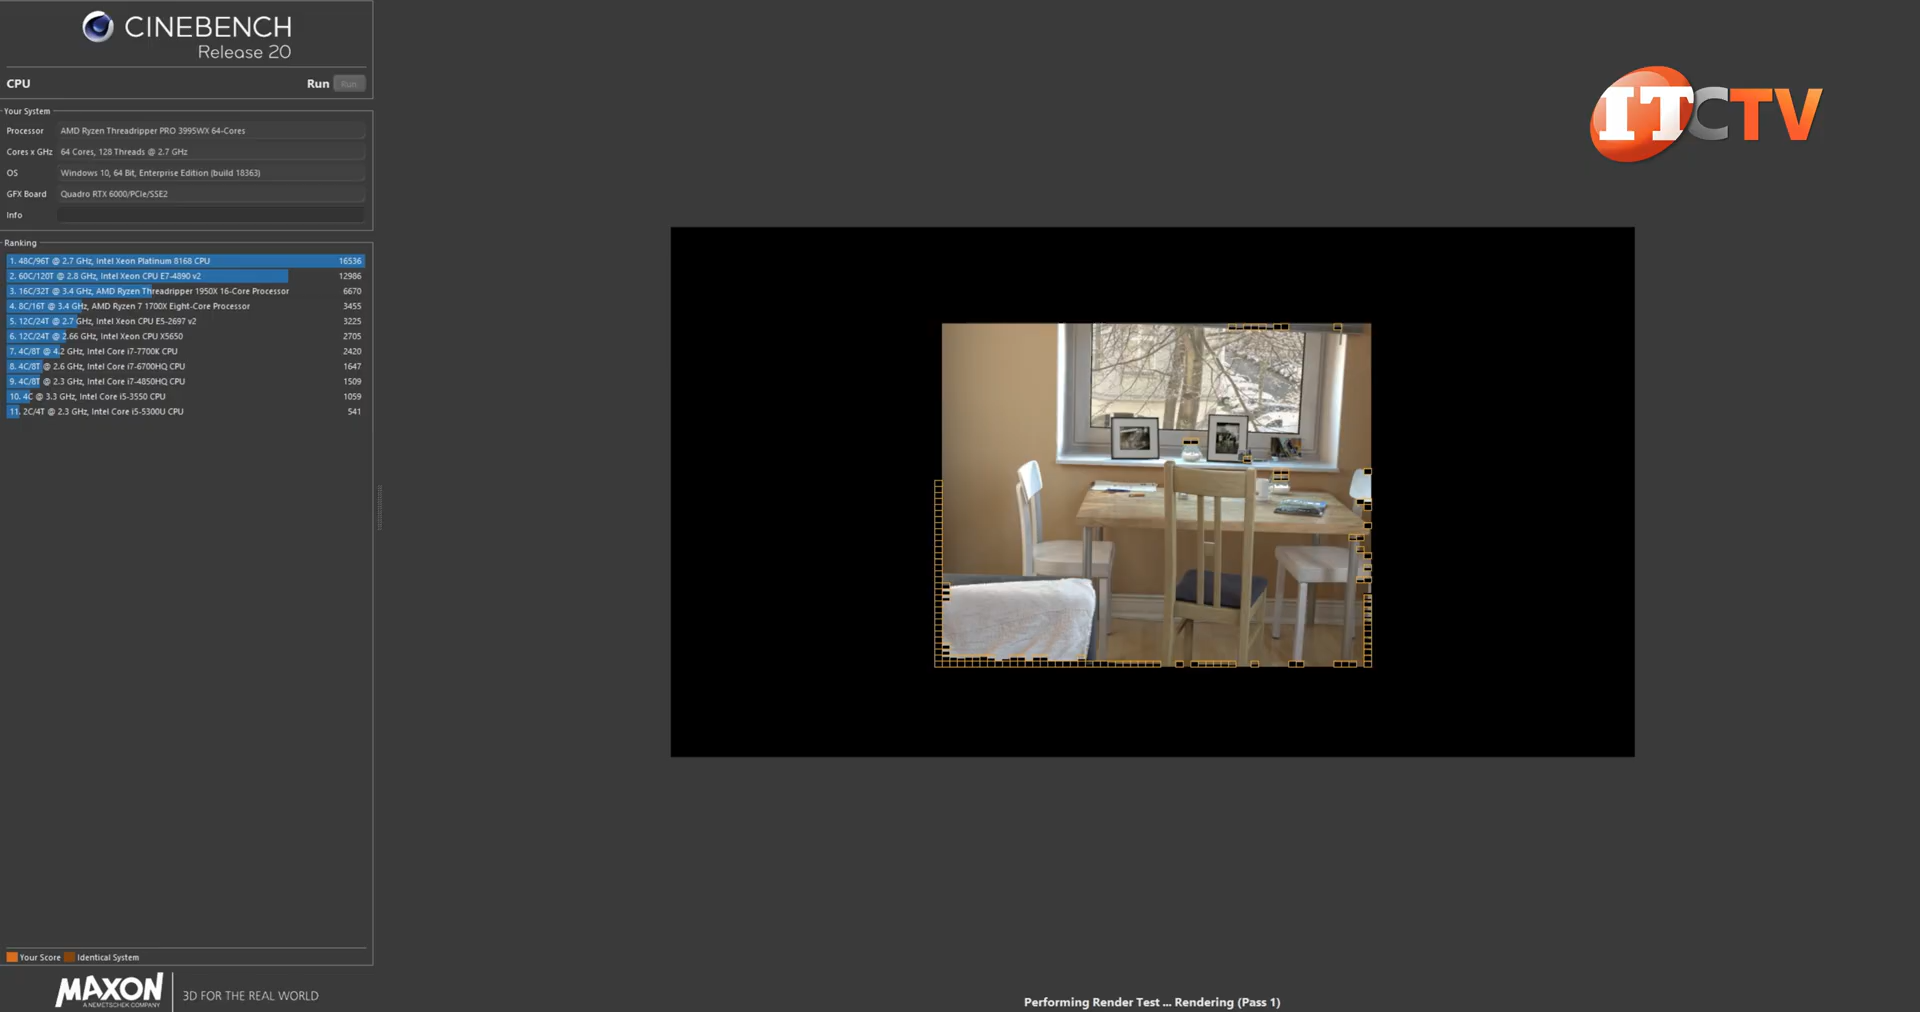 CINEBENCH
Release 20
CPU Run Run
Your System
Processor AMD Ryzen Threadripper PRO 3995WX 64-Cores
Cores x GHz 64 Cores, 128 Threads @ 2.7 GHz
OS Windows 10, 64 Bit, Enterprise Edition (build 18363)
GFX Board Quadro RTX 6000/PCIe/SSE2
Info
Ranking
1. 48C/96T @ 2.7 GHz, Intel Xeon Platinum 8168 CPU 16536
2. 60C/120T @ 2.8 GHz, Intel Xeon CPU E7-4890 v2 12986
3. 16C/32T @ 3.4 GHz, AMD Ryzen Threadripper 1950X 16-Core Processor 6670
4. 8C/16T @ 3.4 GHz, AMD Ryzen 7 1700X Eight-Core Processor 3455
5. 12C/24T @ 2.7 GHz, Intel Xeon CPU E5-2697 v2 3225
6. 12C/24T @ 2.66 GHz, Intel Xeon CPU X5650 2705
7. 4C/8T @ 4.2 GHz, Intel Core i7-7700K CPU 2420
8. 4C/8T @ 2.6 GHz, Intel Core i7-6700HQ CPU 1647
9. 4C/8T @ 2.3 GHz, Intel Core i7-4850HQ CPU 1509
10. 4C @ 3.3 GHz, Intel Core i5-3550 CPU 1059
11. 2C/4T @ 2.3 GHz, Intel Core i5-5300U CPU 541
Your Score Identical System
MAXON
A NEMETSCHEK COMPANY
3D FOR THE REAL WORLD
ITCTV
Performing Render Test ... Rendering (Pass 1)